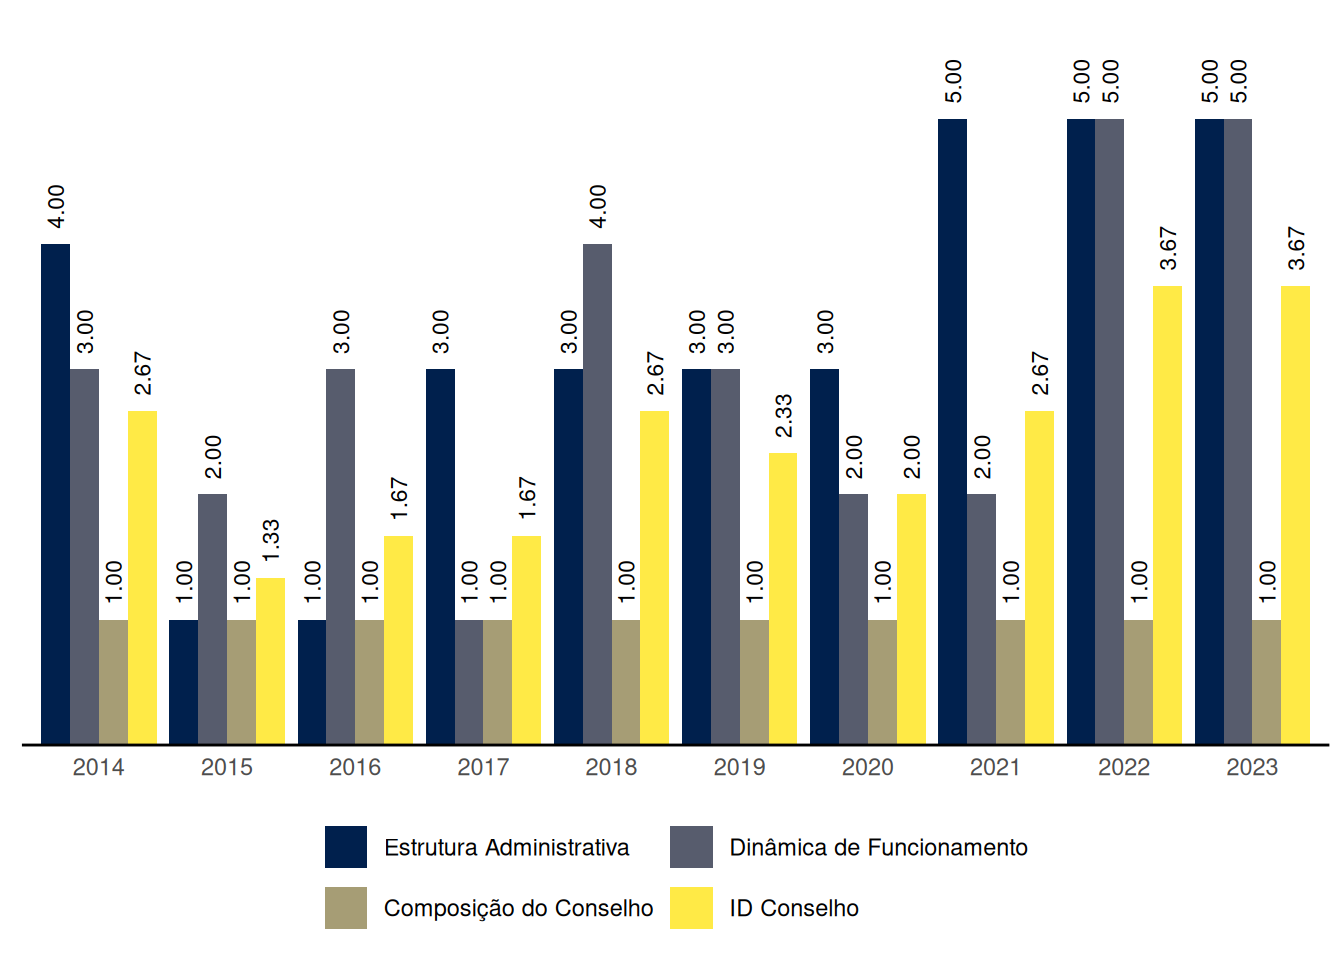 5.00 5.00 5.00 5.00 5.00
4.00 4.00
3.67 3.67
3.00 3.00 3.00 3.00 3.00 3.00 3.00
2.67 2.67 2.67
2.33
2.00 2.00 2.00 2.00
1.67 1.67
1.33
1.00 1.00 1.00 1.00 1.00 1.00 1.00 1.00 1.00 1.00 1.00 1.00 1.00
2014 2015 2016 2017 2018 2019 2020 2021 2022 2023
Estrutura Administrativa Dinâmica de Funcionamento
Composição do Conselho ID Conselho